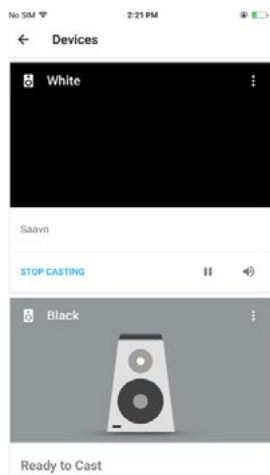 No SIM 2:21 PM
Devices
White
Saavn
STOP CASTING
Black
Ready to Cast